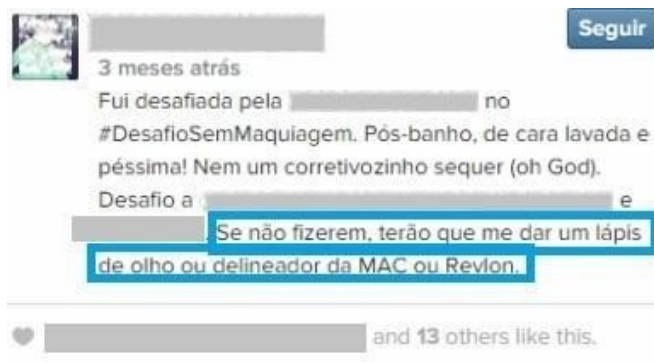 Seguir
3 meses atrás
Fui desafiada pela no
#DesafioSemMaquiagem. Pós-banho, de cara lavada e
péssima! Nem um corretivozinho sequer (oh God).
Desafio a e
. Se não fizerem, terão que me dar um lápis
de olho ou delineador da MAC ou Revlon.
and 13 others like this.